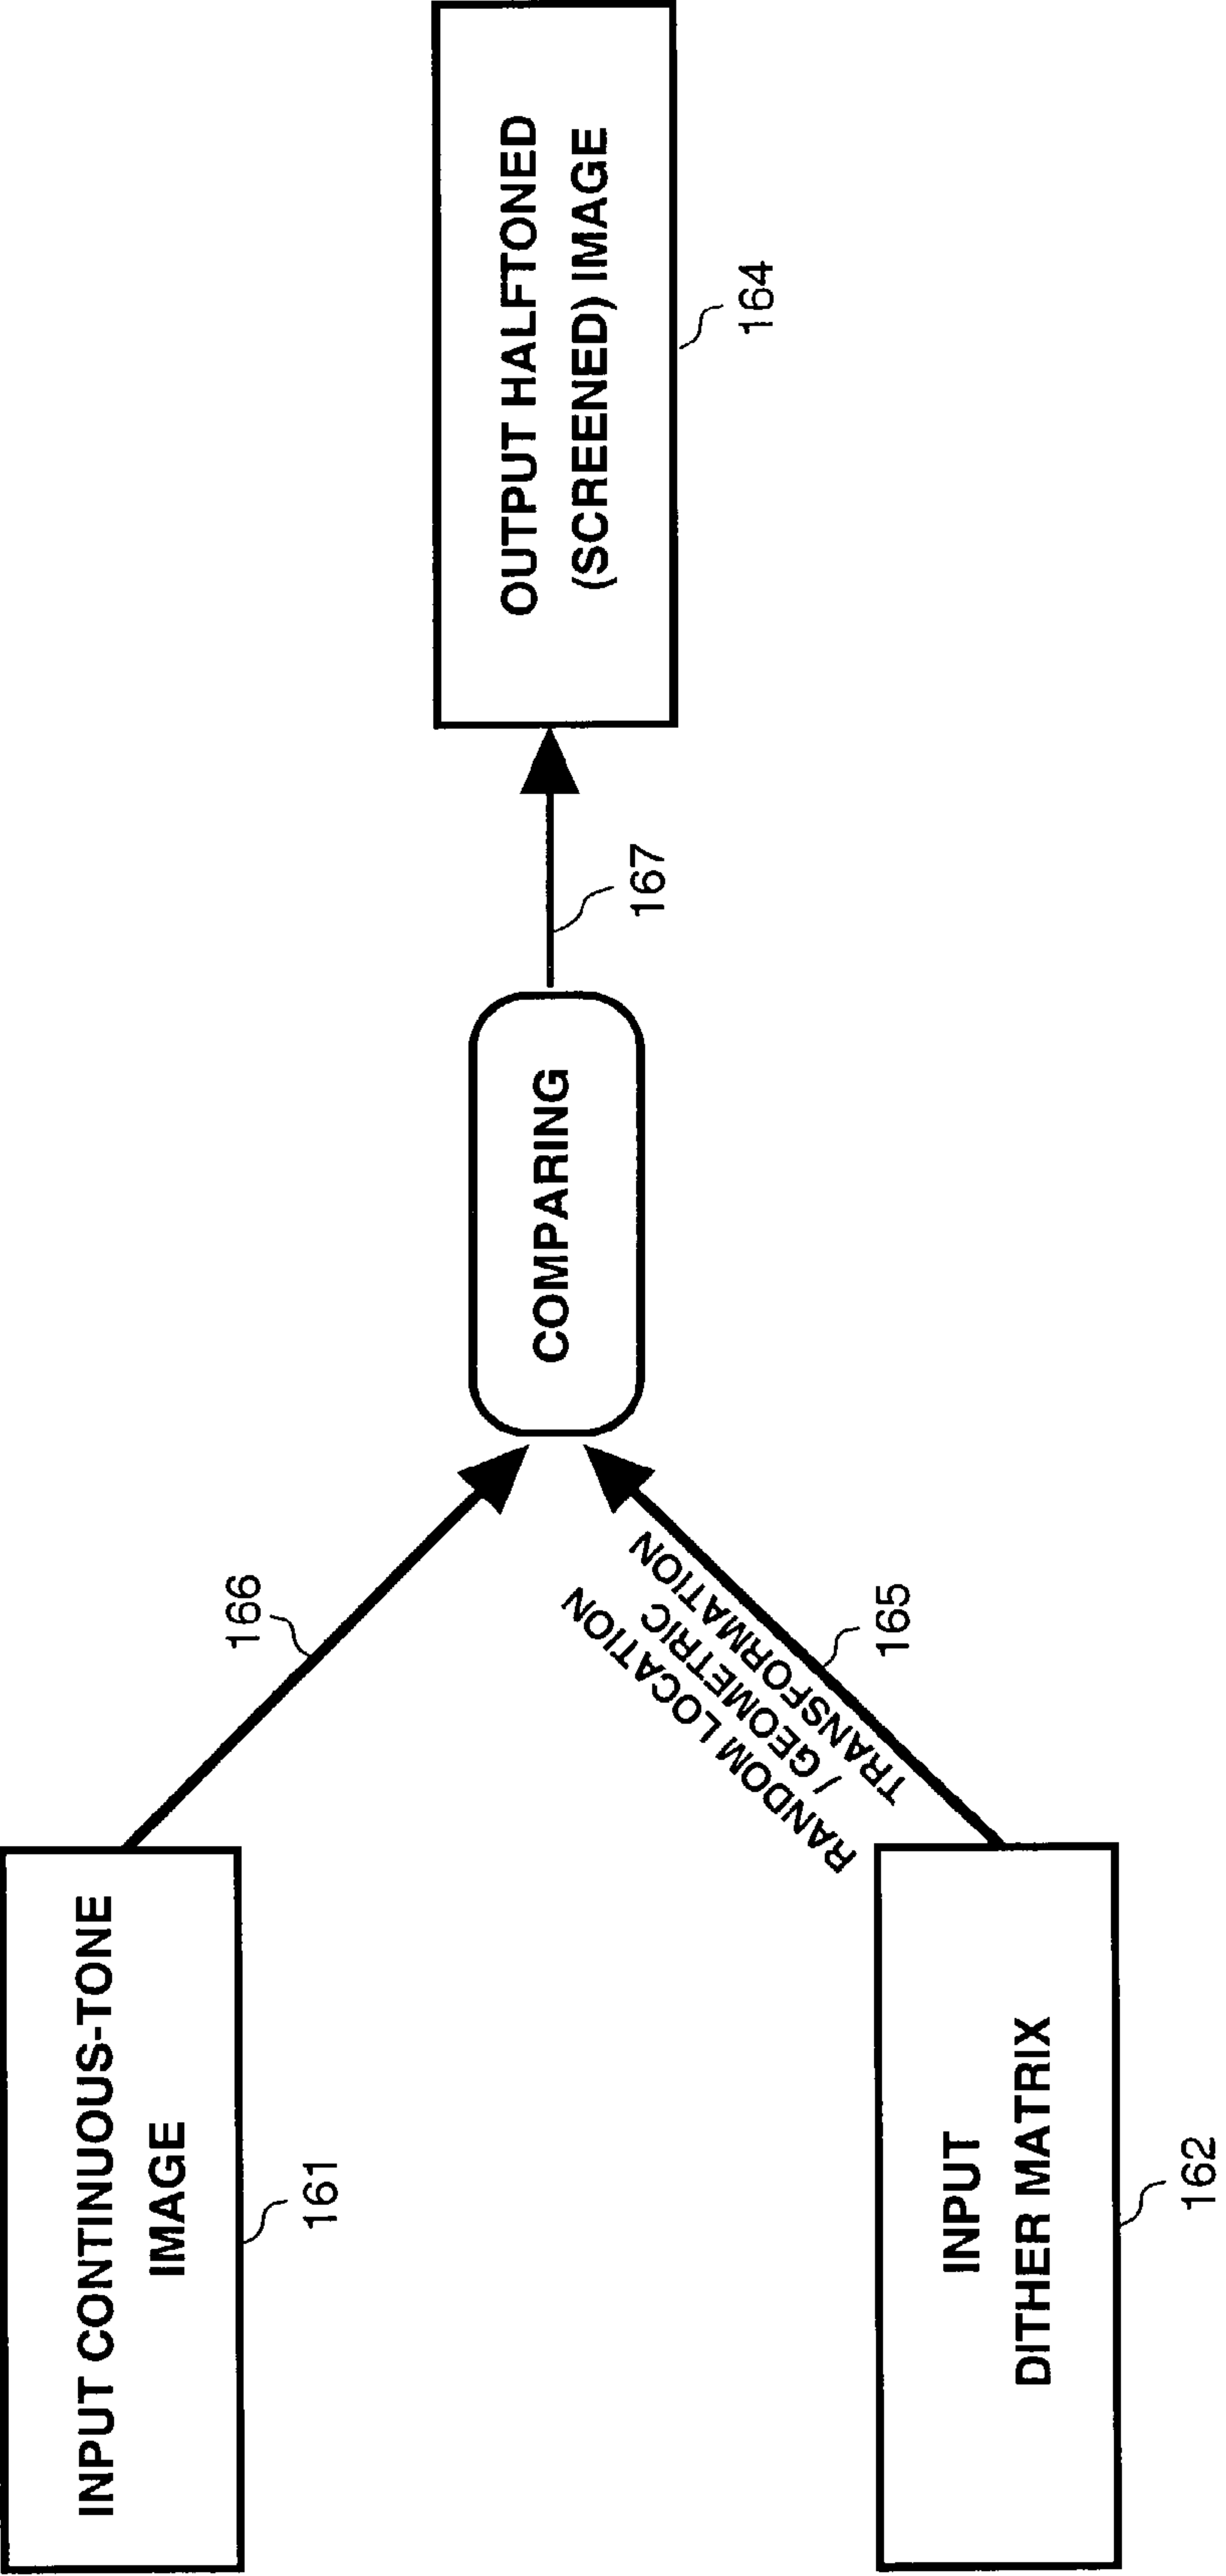 INPUT CONTINUOUS-TONE
IMAGE
161
166
INPUT
DITHER MATRIX
162
RANDOM LOCATION
/ GEOMETRIC
TRANSFORMATION
165
COMPARING
167
OUTPUT HALFTONED
(SCREENED) IMAGE
164